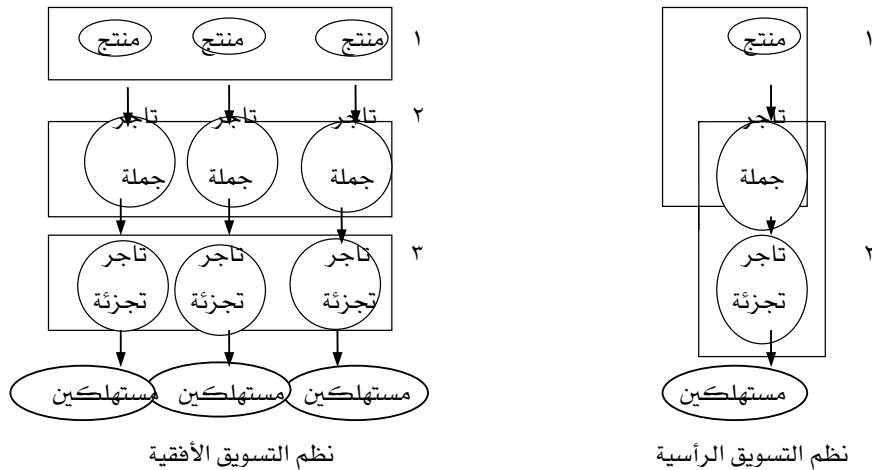 ١ منتج منتج منتج
٢ تاجر تاجر تاجر
جملة جملة جملة
٣ تاجر تاجر تاجر
تجزئة تجزئة تجزئة
مستهلكين مستهلكين مستهلكين
نظم التسويق الأفقية
١ منتج
تاجر
جملة
٢ تاجر
تجزئة
مستهلكين
نظم التسويق الرأسية